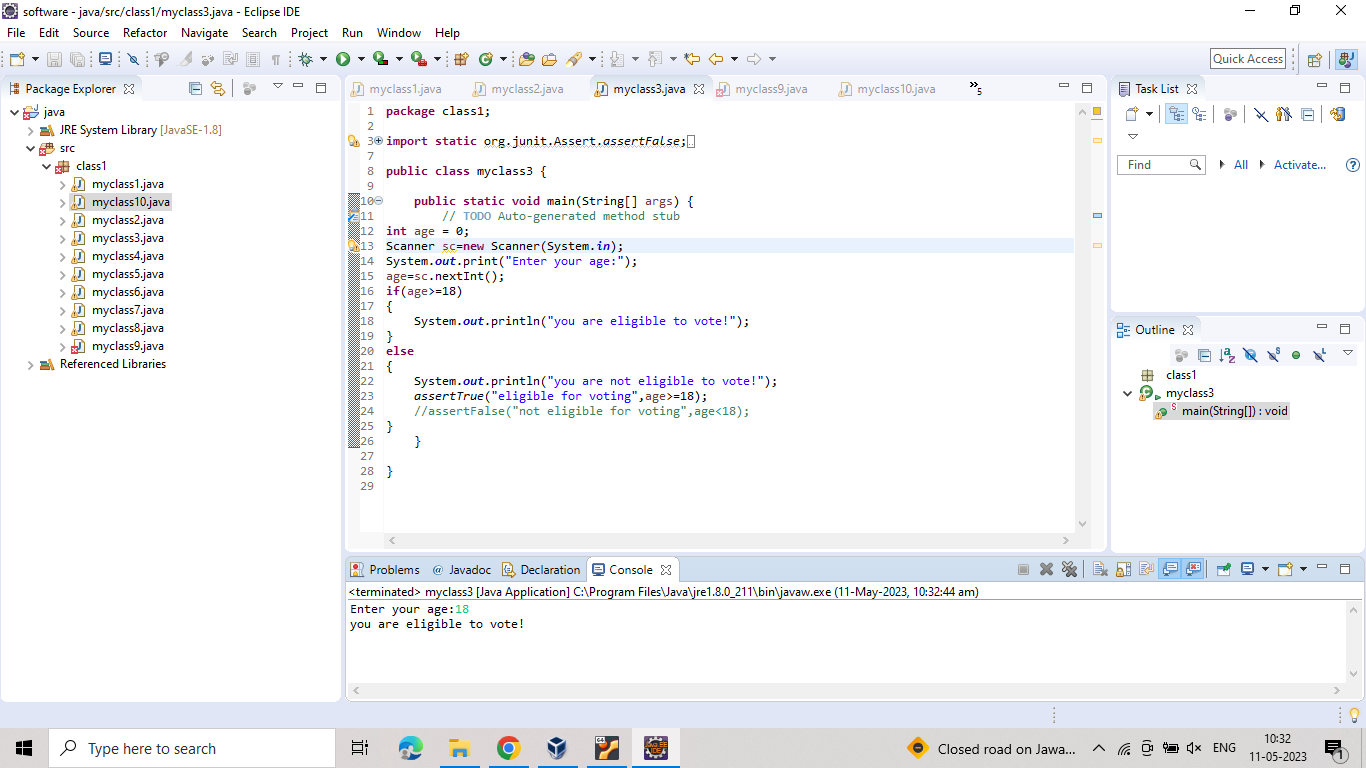 software - java/src/class1/myclass3.java - Eclipse IDE
File Edit Source Refactor Navigate Search Project Run Window Help
Quick Access
Package Explorer
java
JRE System Library [JavaSE-1.8]
src
class1
myclass1.java
myclass10.java
myclass2.java
myclass3.java
myclass4.java
myclass5.java
myclass6.java
myclass7.java
myclass8.java
myclass9.java
Referenced Libraries
myclass1.java myclass2.java myclass3.java myclass9.java myclass10.java »5
1 package class1;
2
3 import static org.junit.Assert.assertFalse;
7
8 public class myclass3 {
9
10 public static void main(String[] args) {
11 // TODO Auto-generated method stub
12 int age = 0;
13 Scanner sc=new Scanner(System.in);
14 System.out.print("Enter your age:");
15 age=sc.nextInt();
16 if(age>=18)
17 {
18 System.out.println("you are eligible to vote!");
19 }
20 else
21 {
22 System.out.println("you are not eligible to vote!");
23 assertTrue("eligible for voting",age>=18);
24 //assertFalse("not eligible for voting",age<18);
25 }
26 }
27
28 }
29
Task List
Find All Activate...
Outline
class1
myclass3
main(String[]) : void
Problems @ Javadoc Declaration Console
<terminated> myclass3 [Java Application] C:\Program Files\Java\jre1.8.0_211\bin\javaw.exe (11-May-2023, 10:32:44 am)
Enter your age:18
you are eligible to vote!
Type here to search
JAVA EE
IDE
Closed road on Jawa...
ENG
10:32
11-05-2023
1